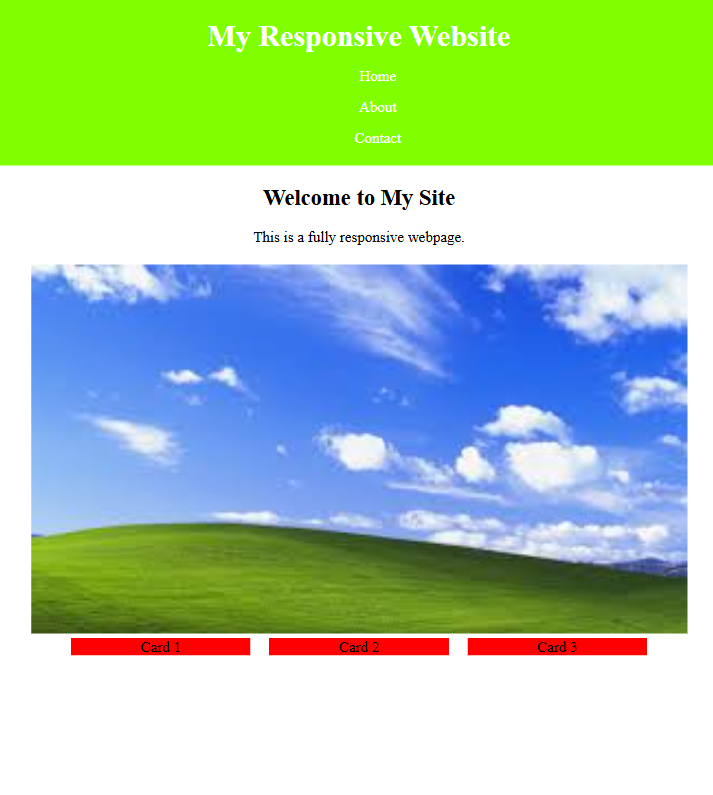 My Responsive Website
Home
About
Contact
Welcome to My Site
This is a fully responsive webpage.
Card 1
Card 2
Card 3